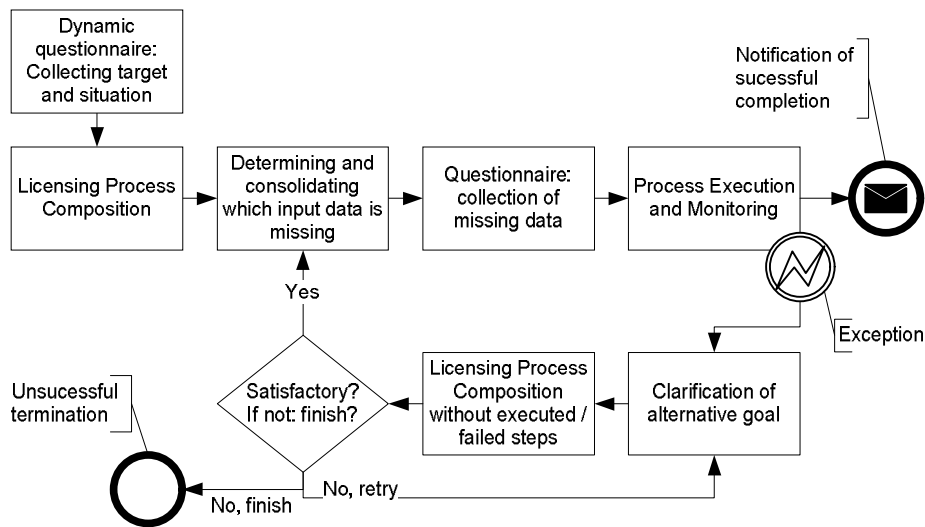 Dynamic
questionnaire:
Collecting target
and situation
Notification of
sucessful
completion
Licensing Process
Composition
Determining and
consolidating
which input data is
missing
Questionnaire:
collection of
missing data
Process Execution
and Monitoring
Yes
Exception
Unsucessful
termination
Satisfactory?
If not: finish?
Licensing Process
Composition
without executed /
failed steps
Clarification of
alternative goal
No, finish
No, retry